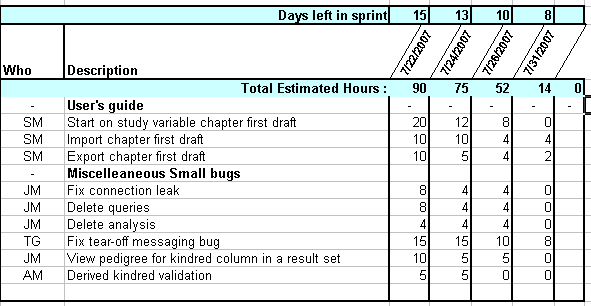 Days left in sprint 15 13 10 8
Who Description 7/22/2007 7/24/2007 7/26/2007 7/31/2007
Total Estimated Hours : 90 75 52 14 0
- User's guide - - - - -
SM Start on study variable chapter first draft 20 12 8 0
SM Import chapter first draft 10 10 4 4
SM Export chapter first draft 10 5 4 2
- Miscelleaneous Small bugs
JM Fix connection leak 8 4 4 0
JM Delete queries 8 4 4 0
JM Delete analysis 4 4 4 0
TG Fix tear-off messaging bug 15 15 10 8
JM View pedigree for kindred column in a result set 10 5 5 0
AM Derived kindred validation 5 5 0 0